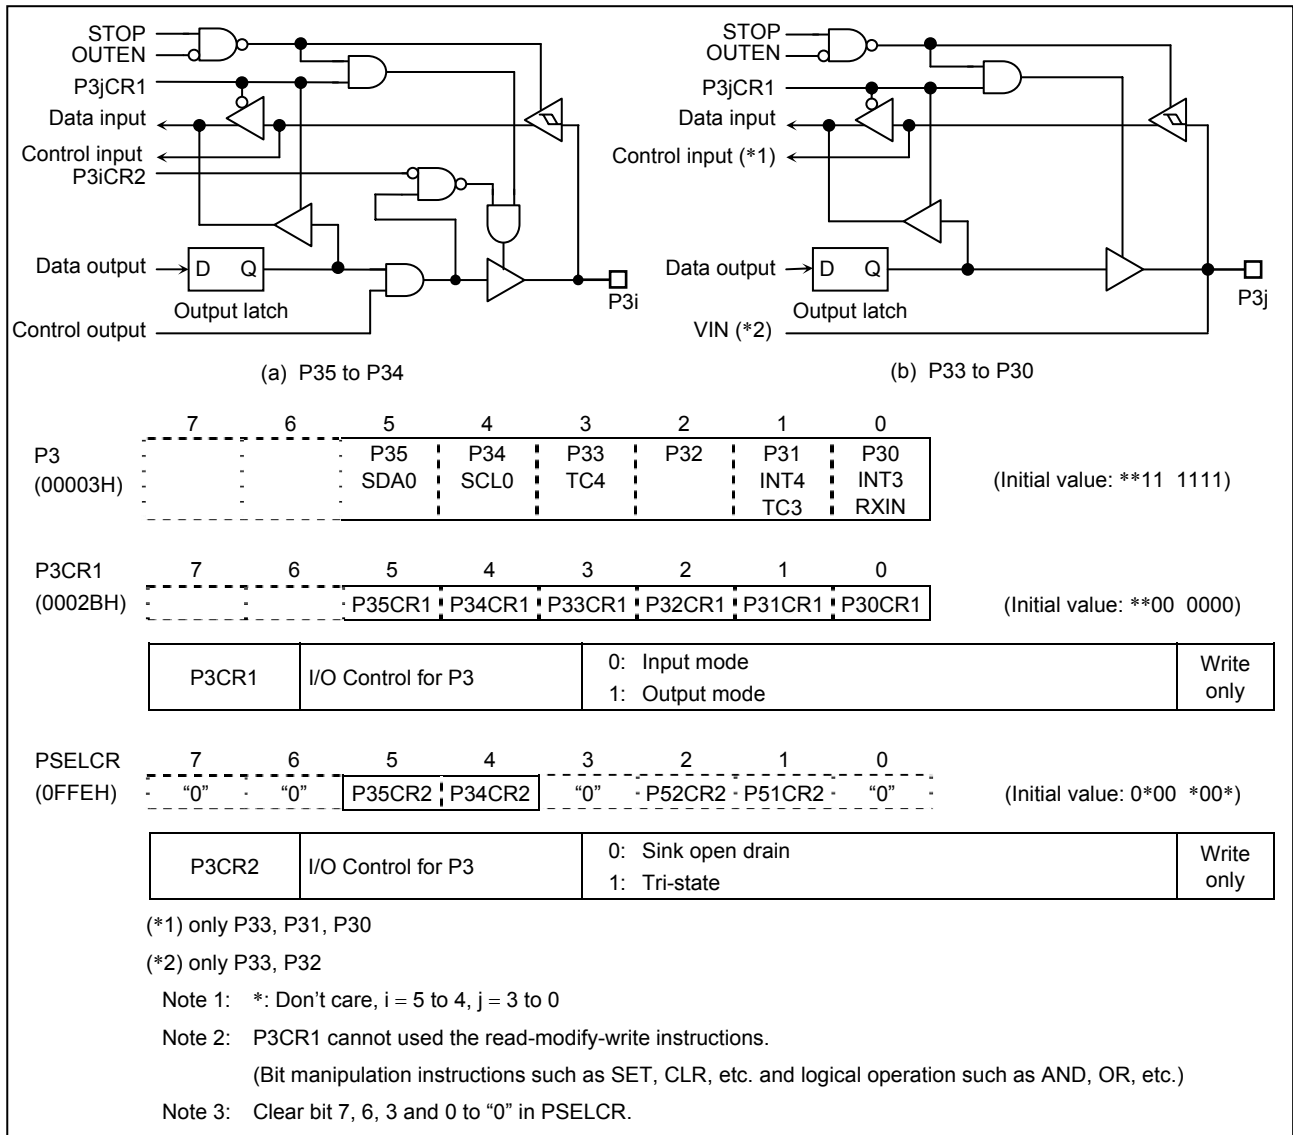 STOP
OUTEN
P3jCR1
Data input
Control input
P3iCR2
Data output
D Q
Output latch
Control output
P3i
(a) P35 to P34
STOP
OUTEN
P3jCR1
Data input
Control input (*1)
Data output
D Q
Output latch
VIN (*2)
P3j
(b) P33 to P30
7 6 5 4 3 2 1 0
P3
(00003H)
P35 P34 P33 P32 P31 P30
SDA0 SCL0 TC4 INT4 INT3
TC3 RXIN
(Initial value: **11 1111)
P3CR1 7 6 5 4 3 2 1 0
(0002BH) P35CR1 P34CR1 P33CR1 P32CR1 P31CR1 P30CR1 (Initial value: **00 0000)
P3CR1 I/O Control for P3
0: Input mode
1: Output mode
Write
only
PSELCR 7 6 5 4 3 2 1 0
(0FFEH) “0” “0” P35CR2 P34CR2 “0” P52CR2 P51CR2 “0” (Initial value: 0*00 *00*)
P3CR2 I/O Control for P3
0: Sink open drain
1: Tri-state
Write
only
(*1) only P33, P31, P30
(*2) only P33, P32
Note 1: *: Don’t care, i = 5 to 4, j = 3 to 0
Note 2: P3CR1 cannot used the read-modify-write instructions.
(Bit manipulation instructions such as SET, CLR, etc. and logical operation such as AND, OR, etc.)
Note 3: Clear bit 7, 6, 3 and 0 to “0” in PSELCR.